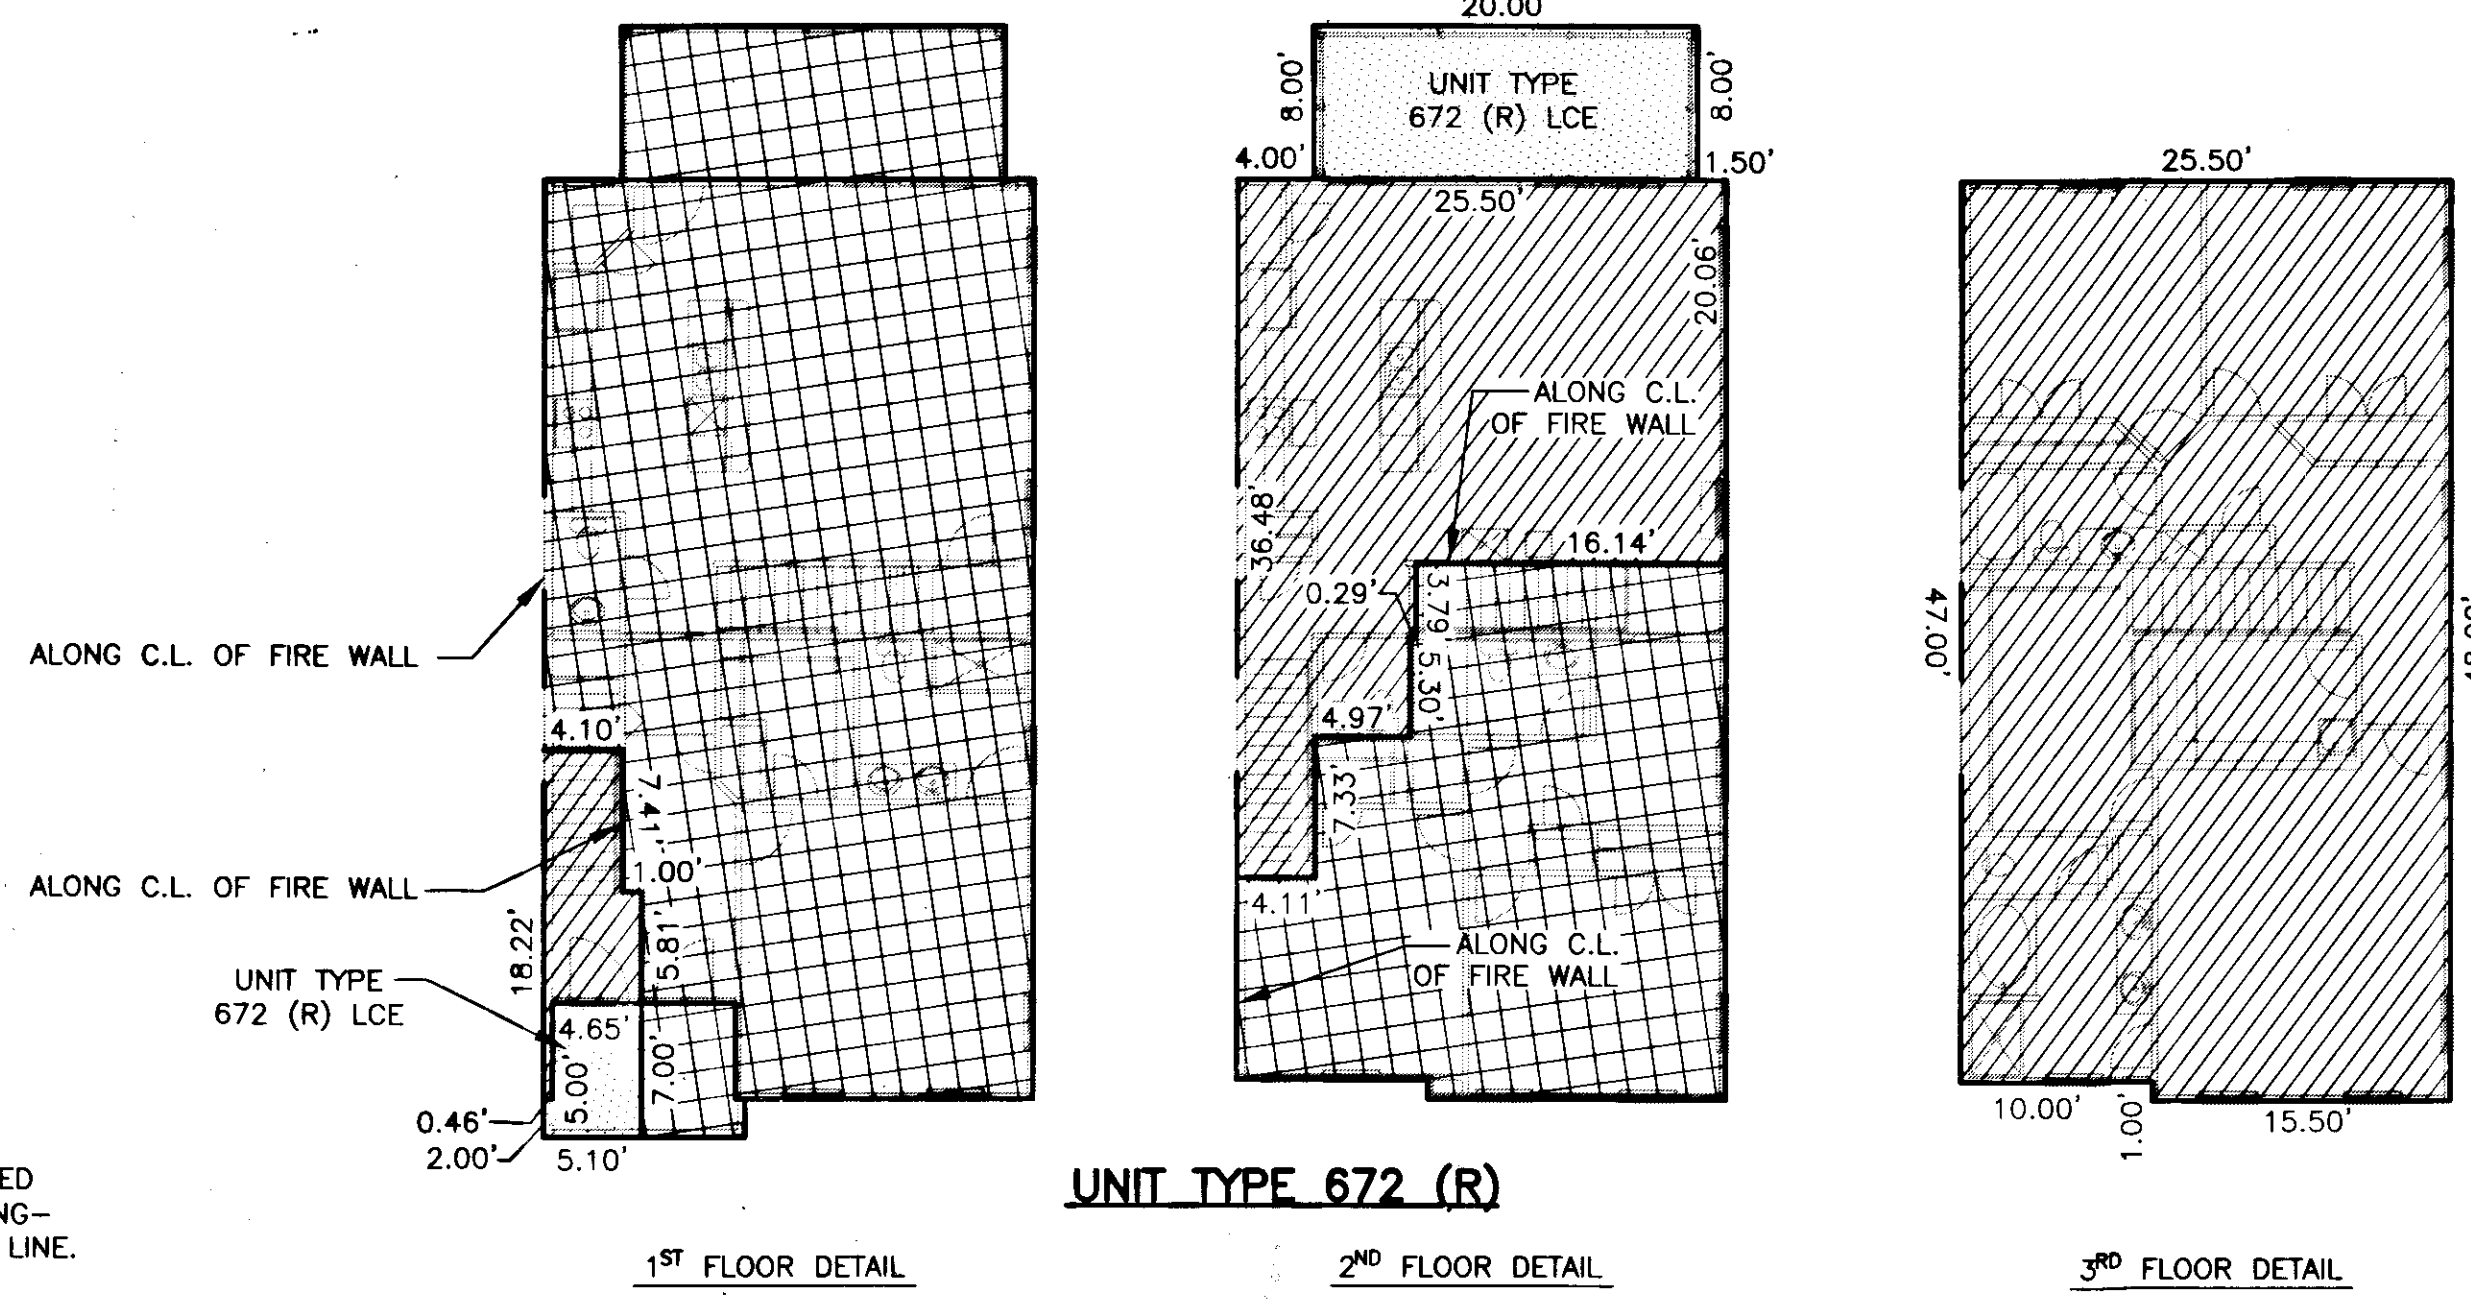 20.00'
8.00'
UNIT TYPE
672 (R) LCE
8.00'
4.00'
1.50'
25.50'
25.50'
20.06'
ALONG C.L.
OF FIRE WALL
36.48'
16.14'
0.29'
3.79'
5.30'
47.00'
ALONG C.L. OF FIRE WALL
4.10'
4.97'
7.41'
7.33'
1.00'
ALONG C.L. OF FIRE WALL
4.11'
18.22'
5.81'
ALONG C.L.
OF FIRE WALL
UNIT TYPE
672 (R) LCE
4.65'
5.00'
7.00'
0.46'
2.00'
5.10'
10.00'
1.00'
15.50'
ED
NG-
LINE.
UNIT TYPE 672 (R)
1ST FLOOR DETAIL
2ND FLOOR DETAIL
3RD FLOOR DETAIL